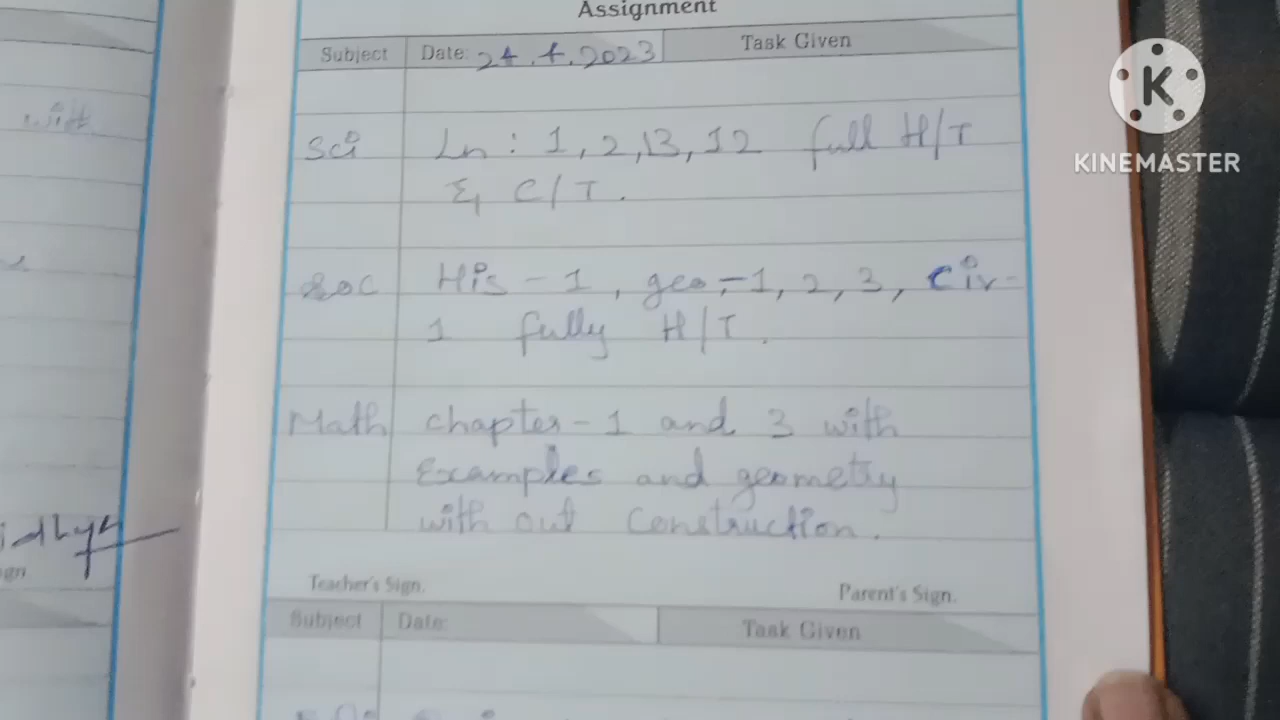 Assignment
Subject Date: 24.4.2023 Task Given
with
Sci Ln : 1, 2, 13, 12 full H/T
& C/T.
Soc His - 1, geo - 1, 2, 3, Civ -
1 fully H/T.
Math chapter - 1 and 3 with
Examples and geometry
with out Construction.
Teacher's Sign. Parent's Sign.
Subject Date: Task Given
KINEMASTER